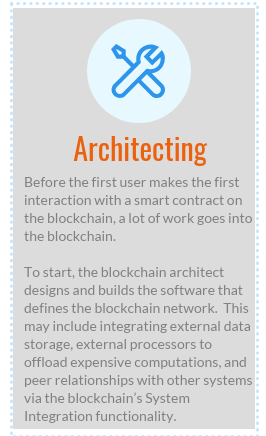 Architecting
Before the first user makes the first
interaction with a smart contract on
the blockchain, a lot of work goes into
the blockchain.
To start, the blockchain architect
designs and builds the software that
defines the blockchain network.  This
may include integrating external data
storage, external processors to
offload expensive computations, and
peer relationships with other systems
via the blockchain’s System
Integration functionality.